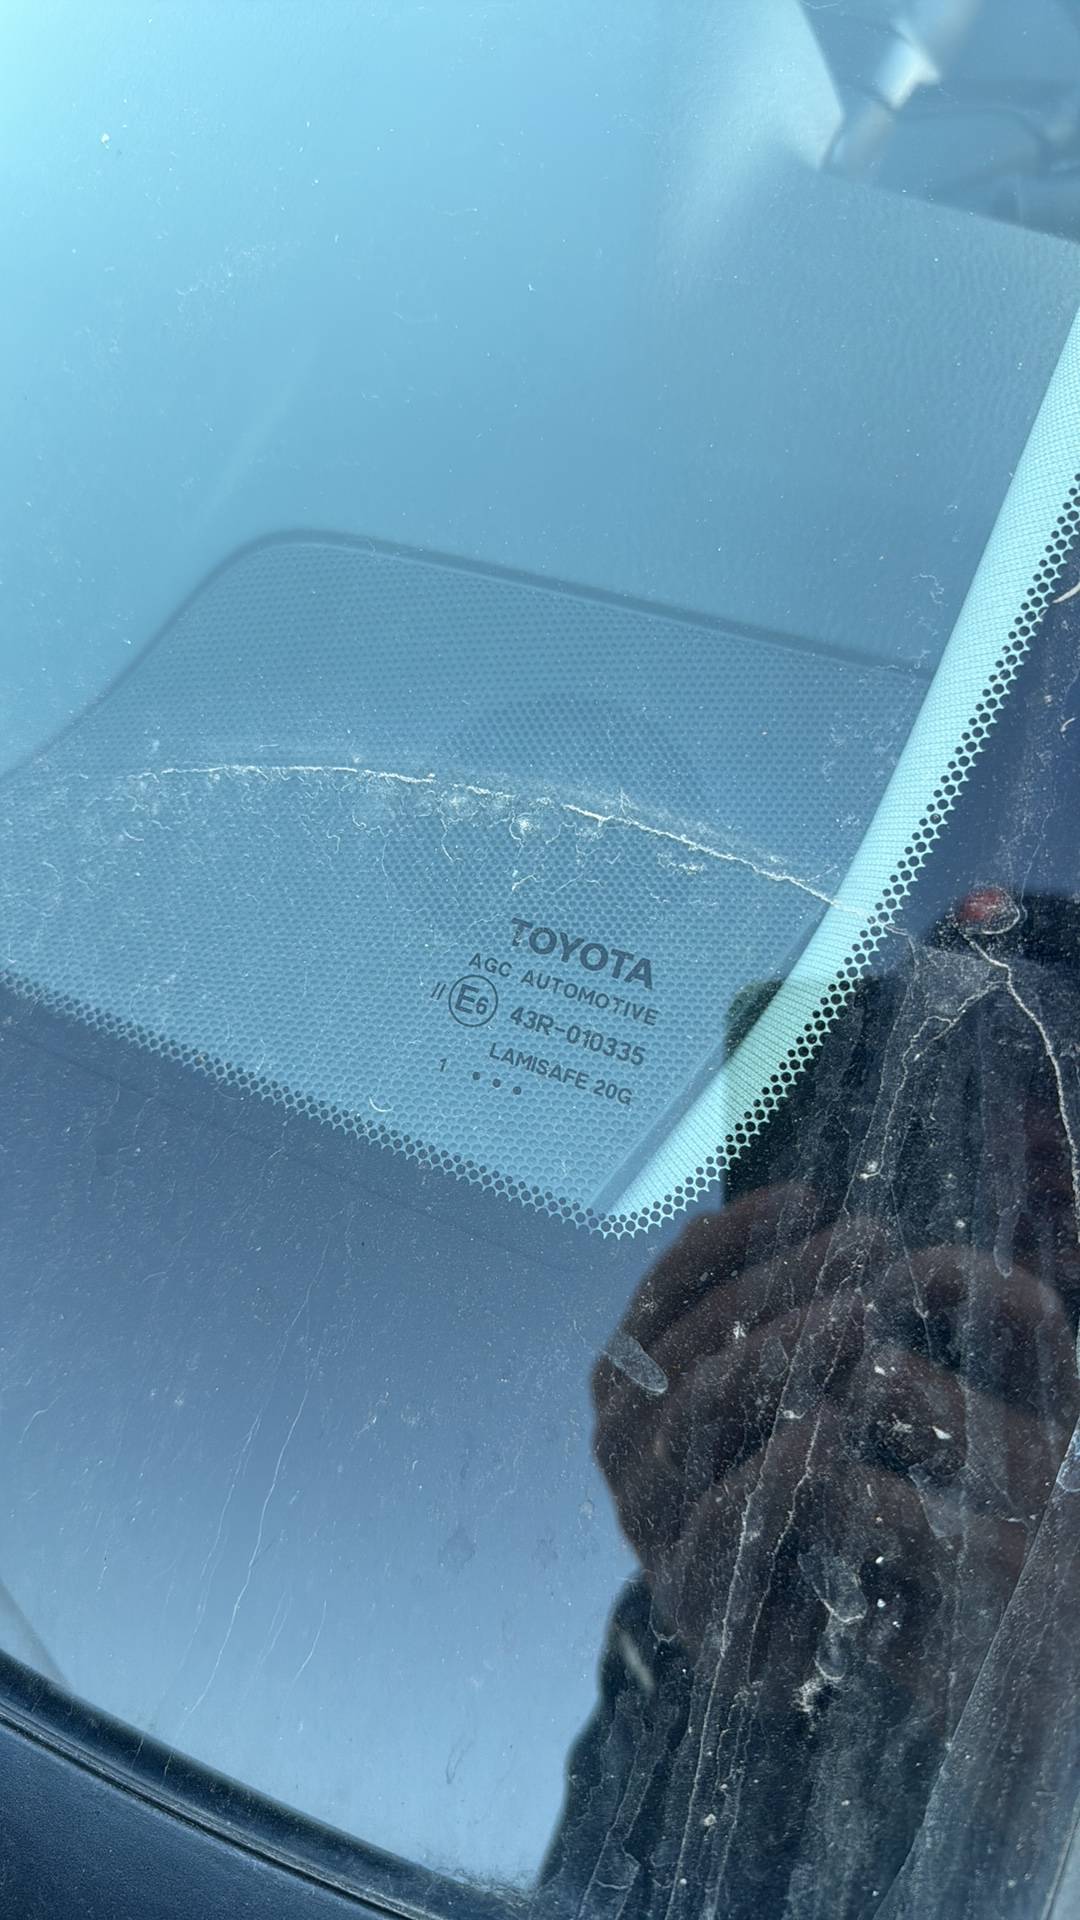 TOYOTA
AGC AUTOMOTIVE
// E6 43R-010335
LAMISAFE 20G
1 ...